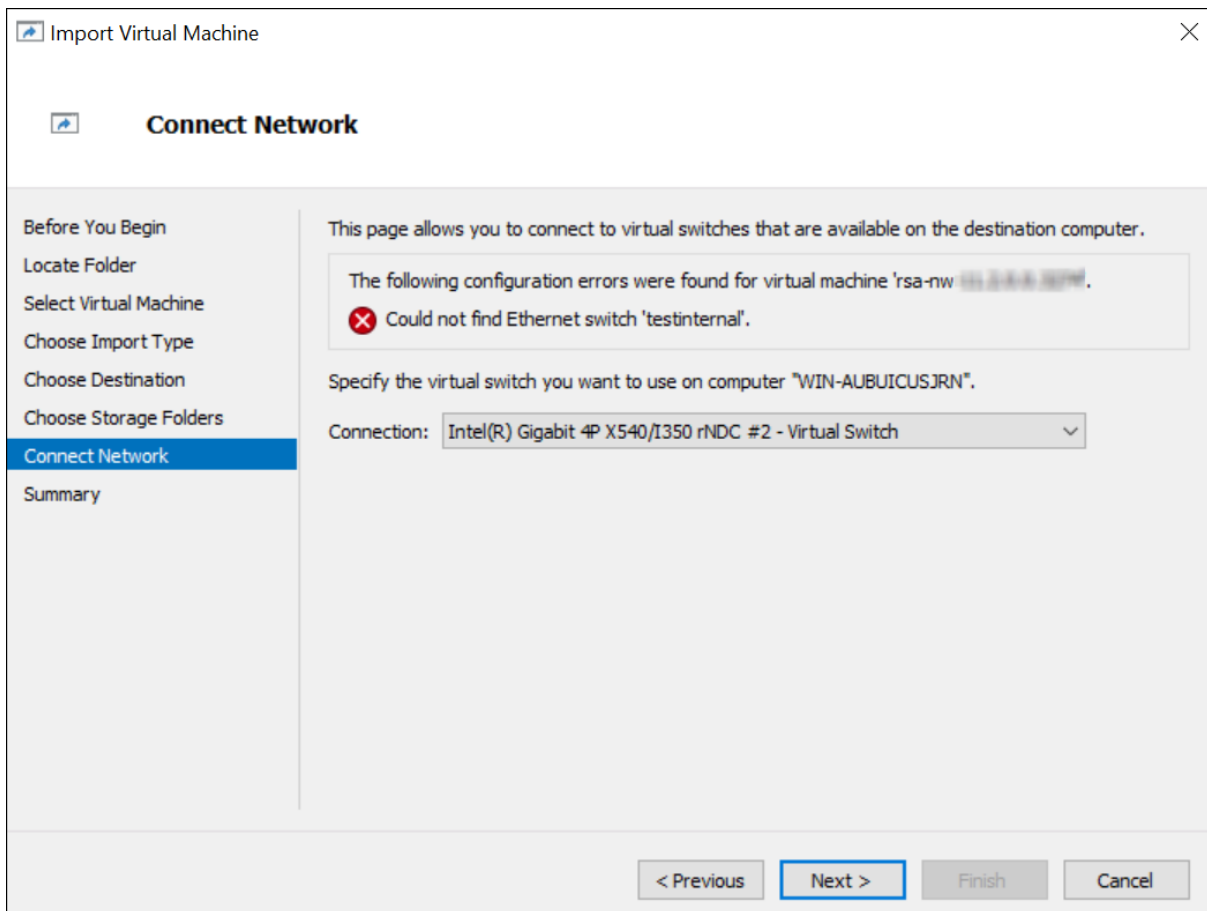 Import Virtual Machine
Connect Network
Before You Begin
Locate Folder
Select Virtual Machine
Choose Import Type
Choose Destination
Choose Storage Folders
Connect Network
Summary
This page allows you to connect to virtual switches that are available on the destination computer.
The following configuration errors were found for virtual machine 'rsa-nw
Could not find Ethernet switch 'testinternal'.
Specify the virtual switch you want to use on computer "WIN-AUBUICUSJRN".
Connection: Intel(R) Gigabit 4P X540/I350 rNDC #2 - Virtual Switch
< Previous Next > Finish Cancel